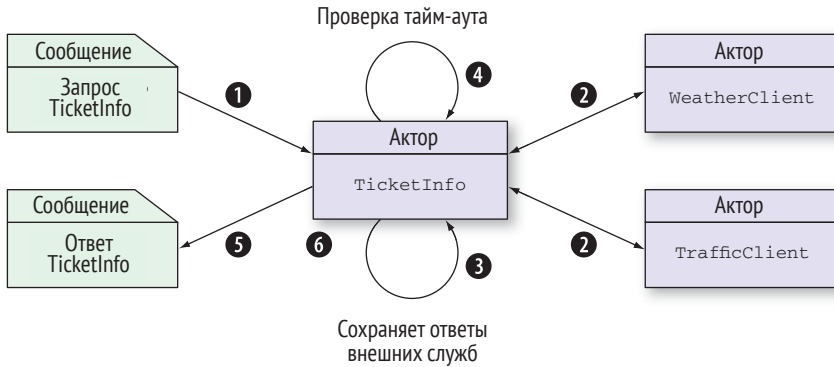 Проверка тайм-аута
Сообщение
Запрос
TicketInfo
1
4
2
Актор
WeatherClient
Актор
TicketInfo
Сообщение
Ответ
TicketInfo
5
6
3
2
Актор
TrafficClient
Сохраняет ответы
внешних служб